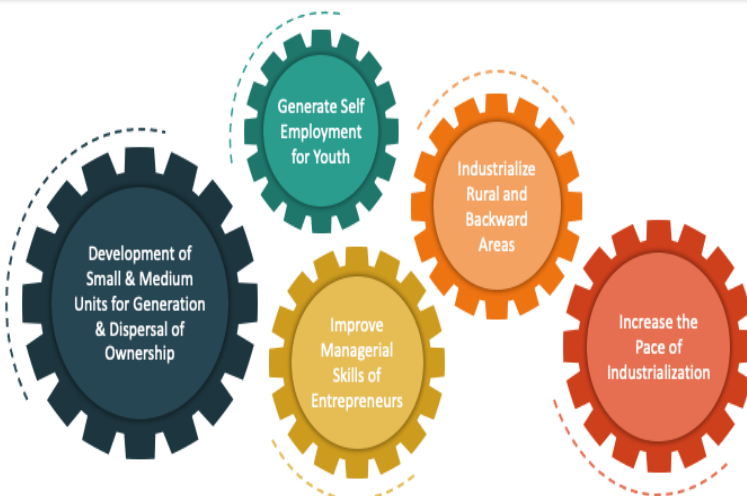 Development of
Small & Medium
Units for Generation
& Dispersal of
Ownership
Generate Self
Employment
for Youth
Improve
Managerial
Skills of
Entrepreneurs
Industrialize
Rural and
Backward
Areas
Increase the
Pace of
Industrialization